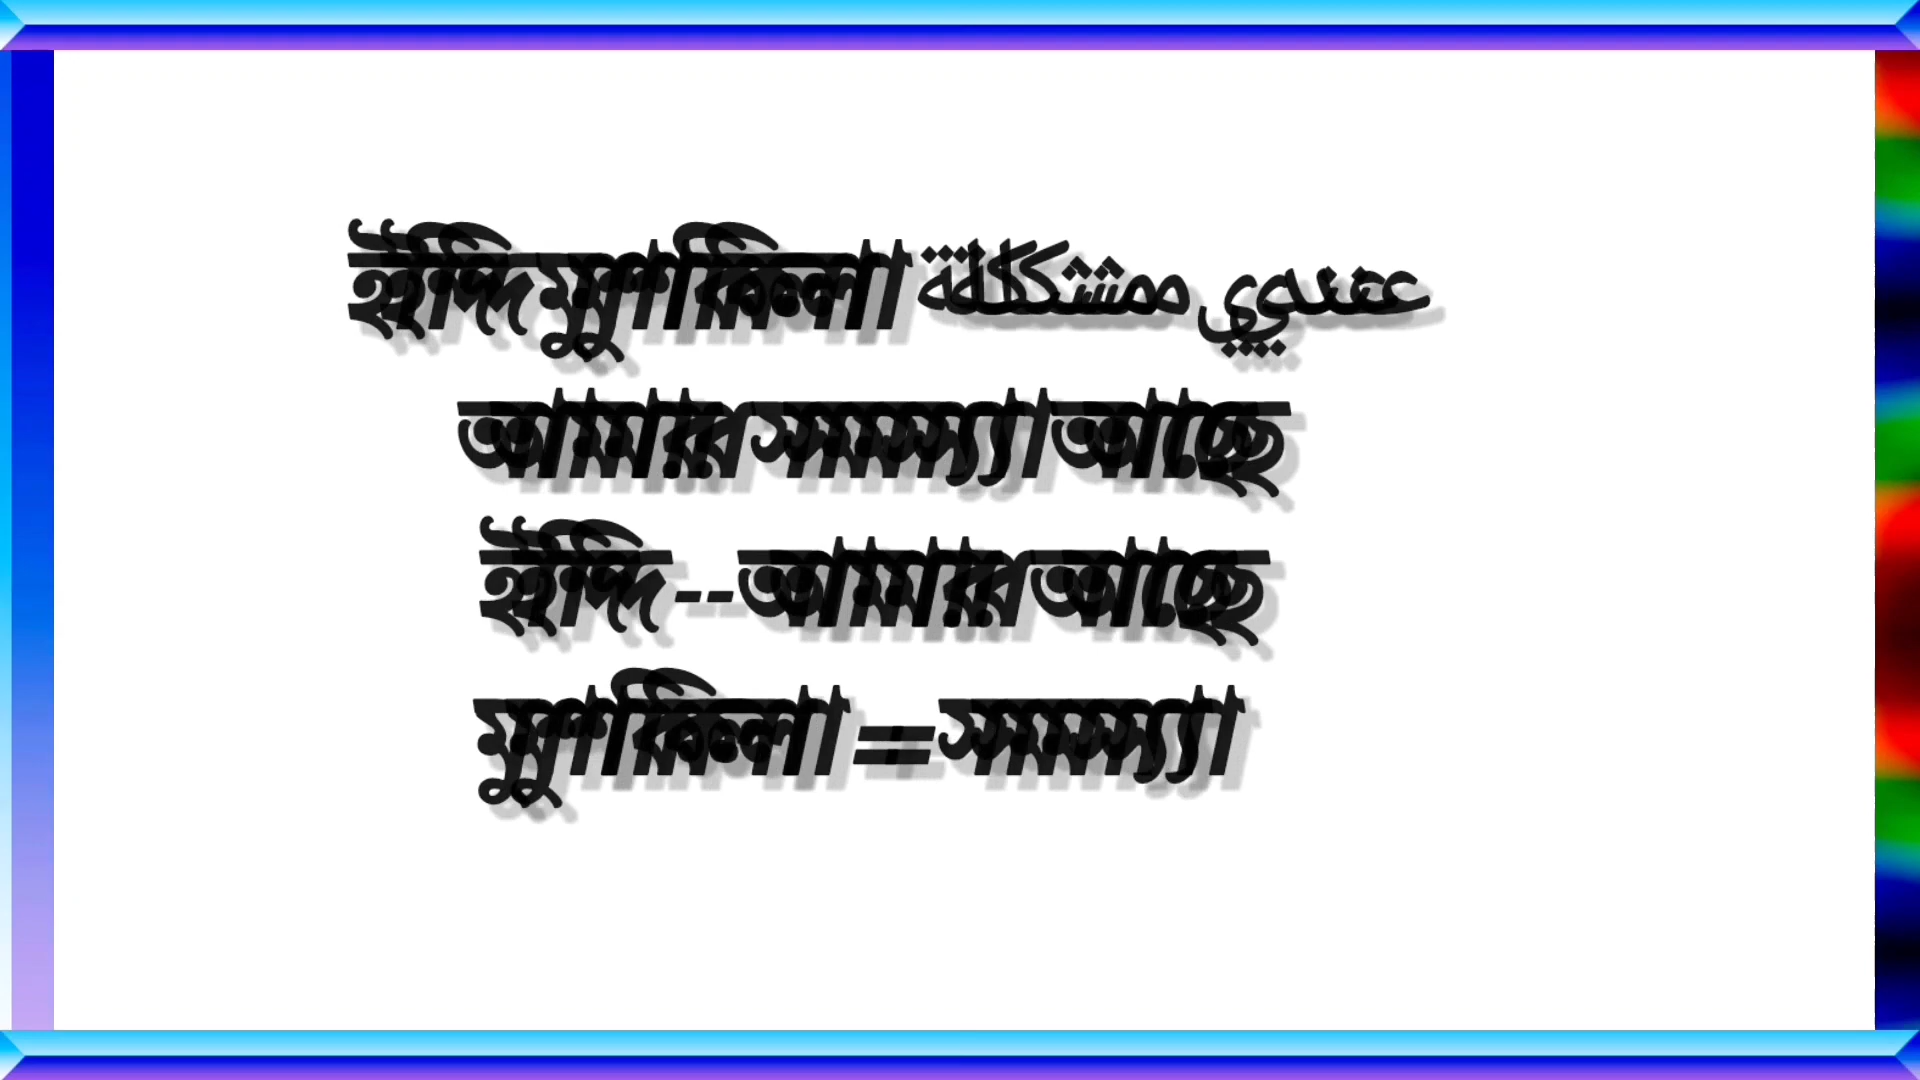 ইন্দি মুশকিলা عندي مشكلة
আমার সমস্যা আছে
ইন্দি --আমার আছে
মুশকিলা =সমস্যা